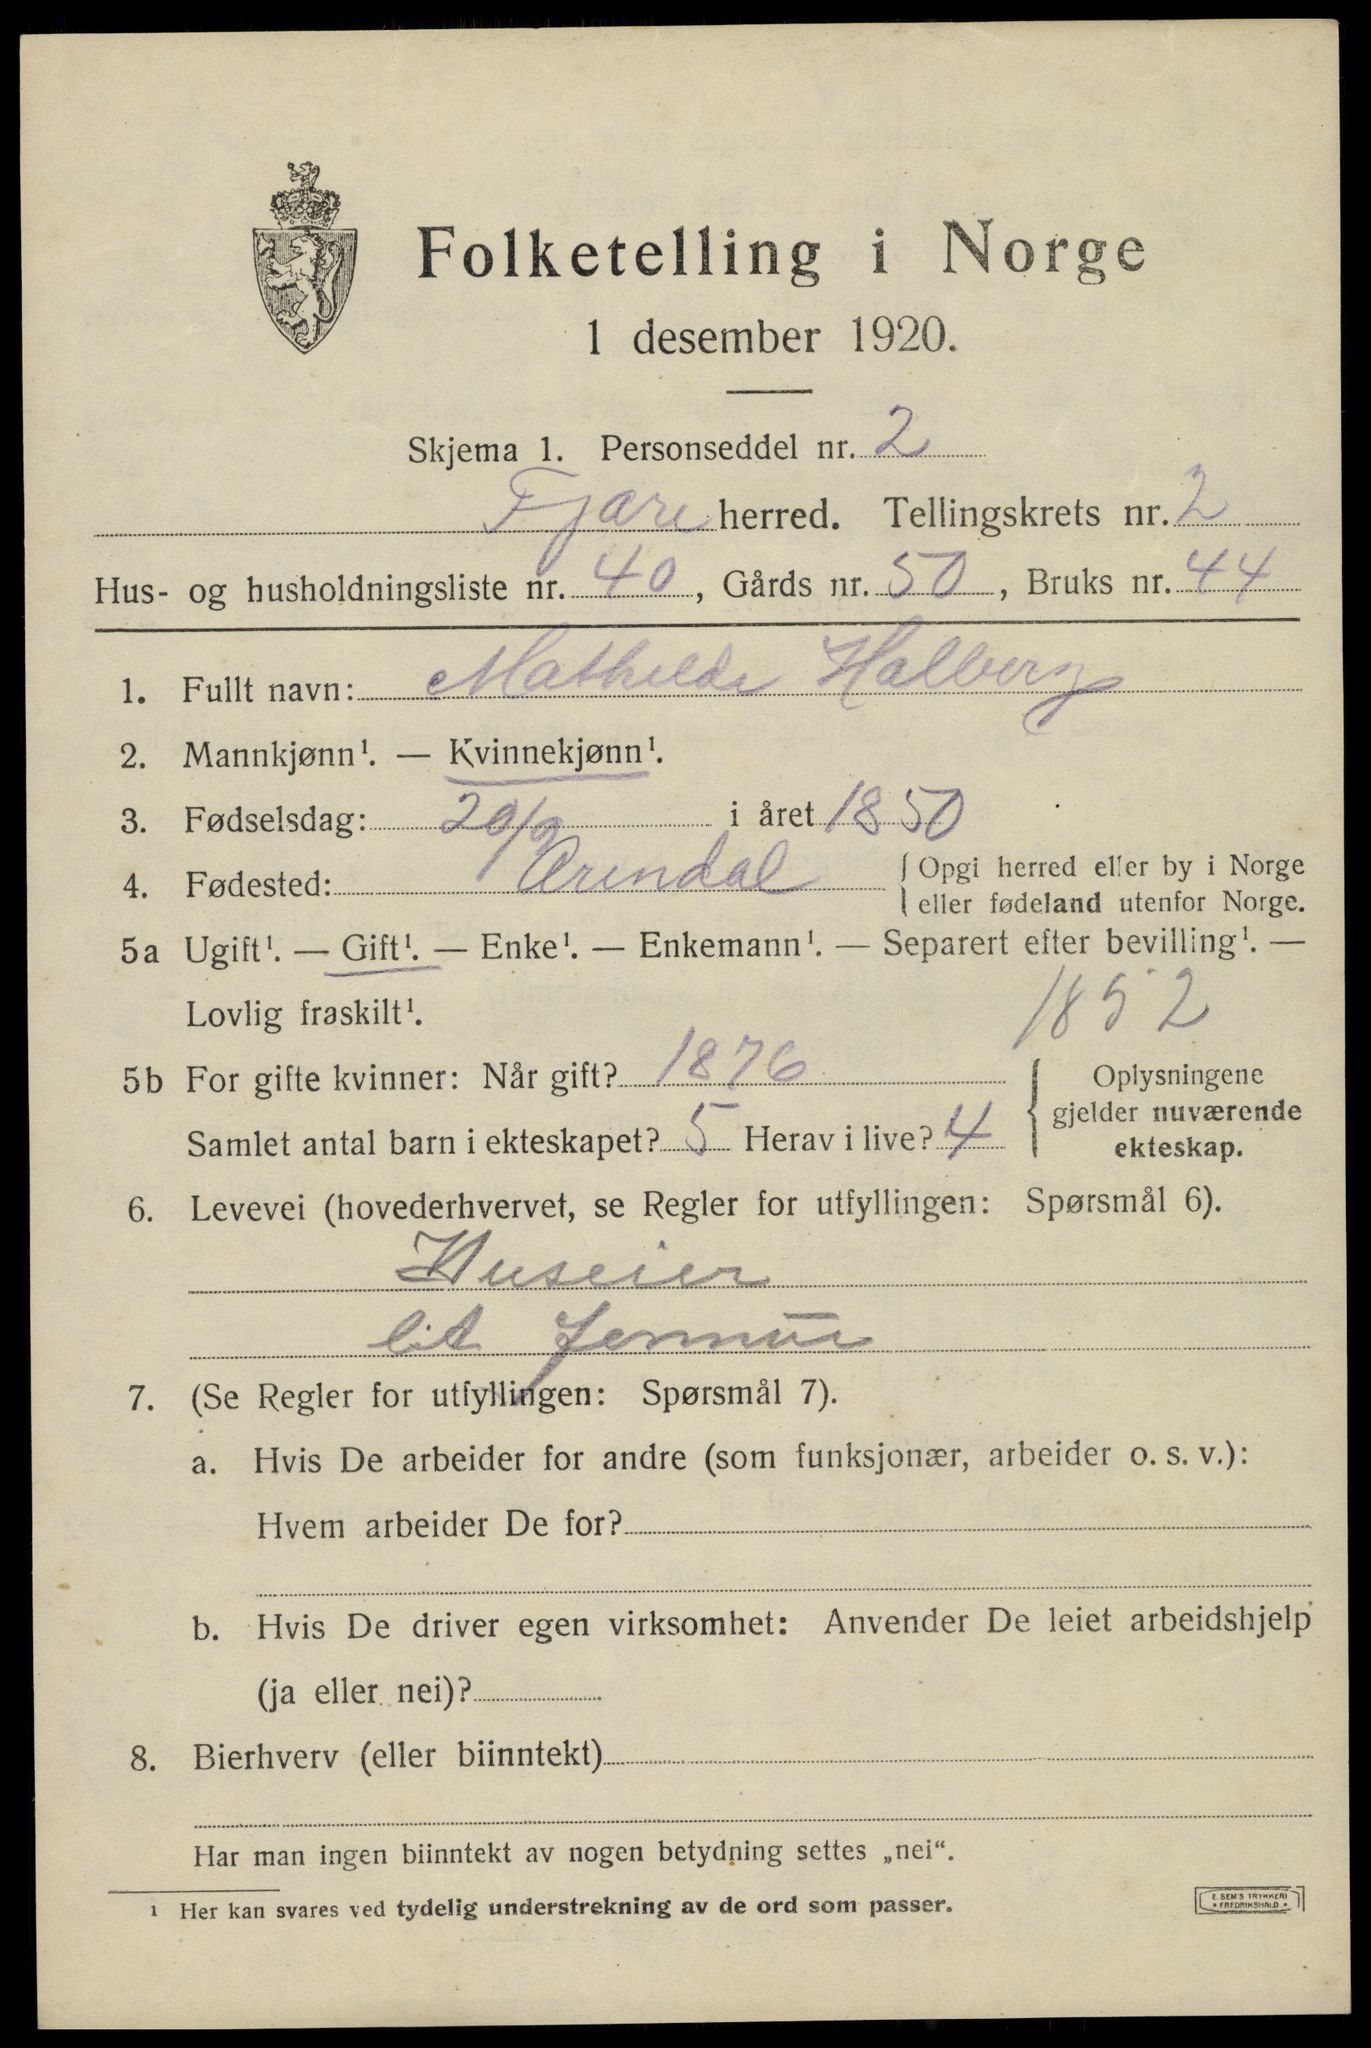 Folketelling i Norge
1 desember 1920.
Skjema 1. Personseddel nr. 2
Fjære herred. Tellingskrets nr. 2
Hus- og husholdningsliste nr. 40, Gårds nr. 50, Bruks nr. 44
1. Fullt navn: Mathilde Halberg
2. Mannkjønn¹. — Kvinnekjønn¹.
3. Fødselsdag: 20/9 i året 1850
4. Fødested: Arendal { Opgi herred eller by i Norge
eller fødeland utenfor Norge.
5a Ugift¹. — Gift¹. — Enke¹. — Enkemann¹. — Separert efter bevilling¹. —
Lovlig fraskilt¹. 1852
5b For gifte kvinner: Når gift? 1876
Samlet antal barn i ekteskapet? 5 Herav i live? 4
{ Oplysningene
gjelder nuværende
ekteskap.
6. Levevei (hovederhvervet, se Regler for utfyllingen: Spørsmål 6).
Huseier
lit
7. (Se Regler for utfyllingen: Spørsmål 7).
a. Hvis De arbeider for andre (som funksjonær, arbeider o. s. v.):
Hvem arbeider De for?
b. Hvis De driver egen virksomhet: Anvender De leiet arbeidshjelp
(ja eller nei)?
8. Bierhverv (eller biinntekt)
Har man ingen biinntekt av nogen betydning settes „nei“.
¹ Her kan svares ved tydelig understrekning av de ord som passer.
E. SEM'S TRYKKERI
• FREDRIKSHALD •